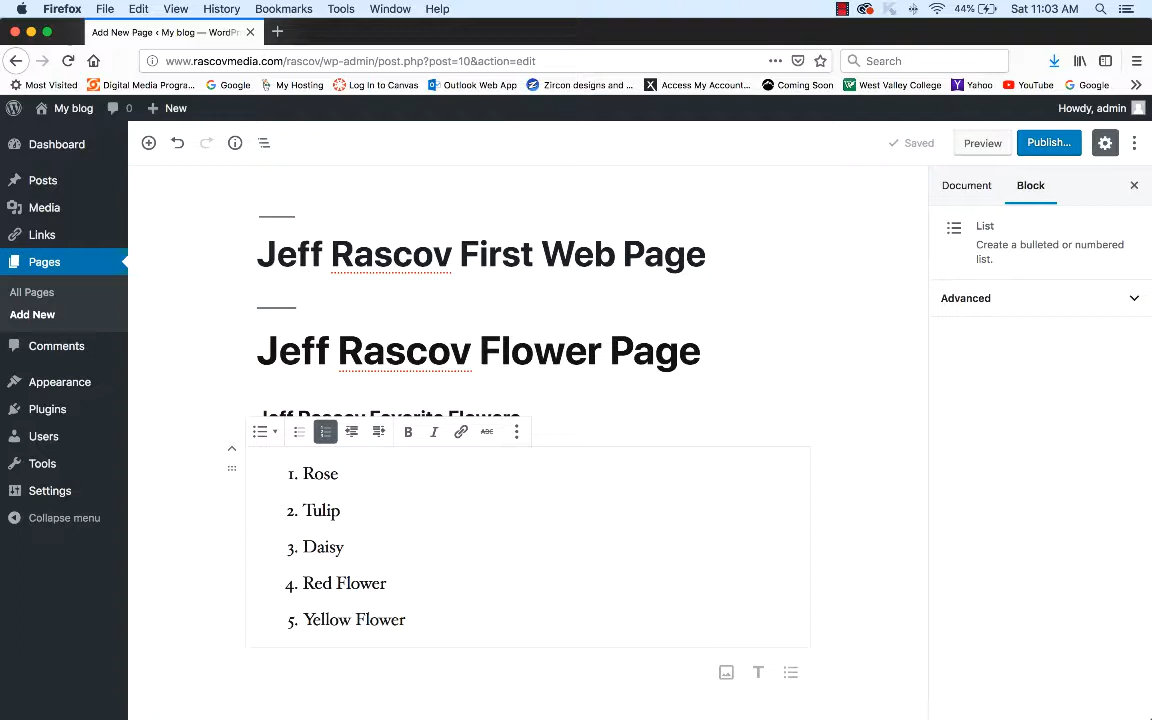 Firefox File Edit View History Bookmarks Tools Window Help 44% Sat 11:03 AM
Add New Page ‹ My blog — WordPr
www.rascovmedia.com/rascov/wp-admin/post.php?post=10&action=edit Search
Most Visited Digital Media Progra... Google My Hosting Log In to Canvas Outlook Web App Zircon designs and ... Access My Account... Coming Soon West Valley College Yahoo YouTube Google
My blog 0 New Howdy, admin
Dashboard
Posts
Media
Links
Pages
All Pages
Add New
Comments
Appearance
Plugins
Users
Tools
Settings
Collapse menu
Saved Preview Publish...
Jeff Rascov First Web Page
Jeff Rascov Flower Page
Jeff Rascov Favorite Flowers
B I ABC
1. Rose
2. Tulip
3. Daisy
4. Red Flower
5. Yellow Flower
T
Document Block
List
Create a bulleted or numbered
list.
Advanced